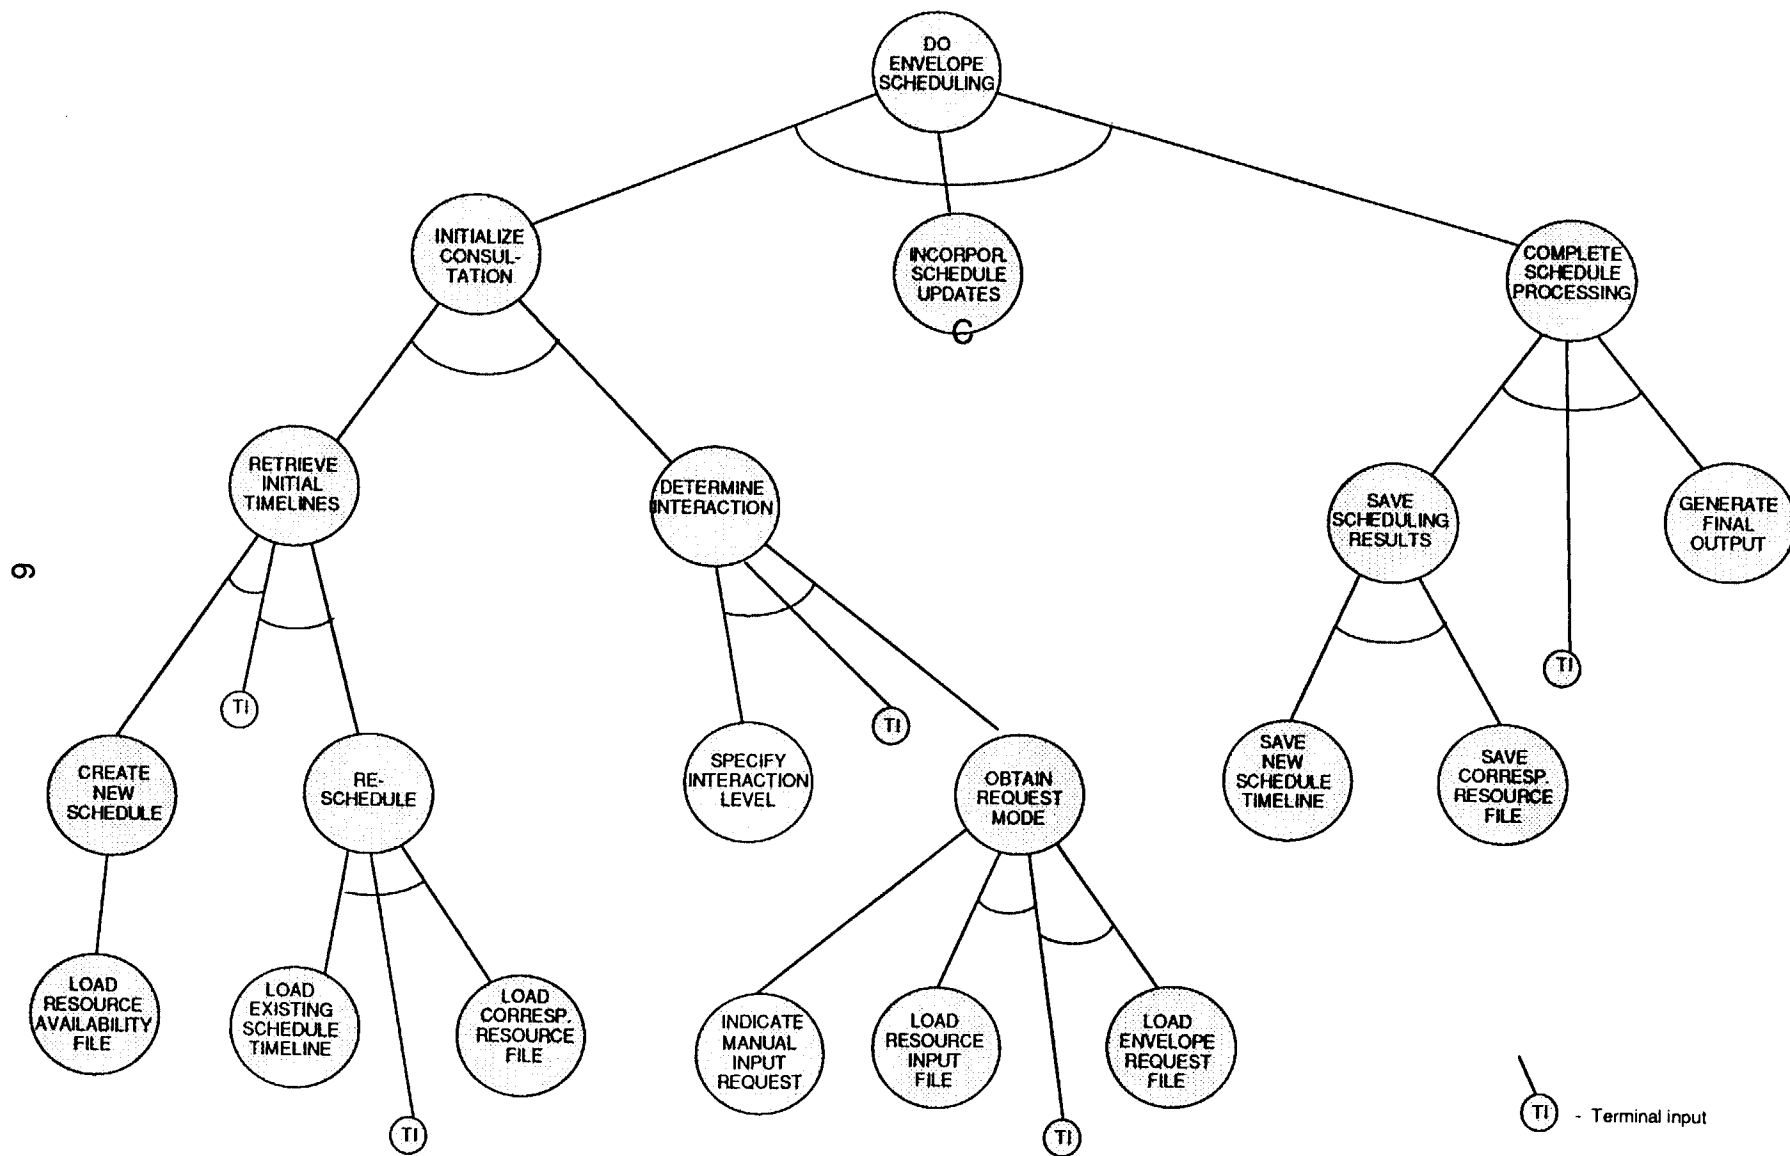 DO
ENVELOPE
SCHEDULING
INITIALIZE
CONSUL-
TATION
INCORPOR.
SCHEDULE
UPDATES
C
COMPLETE
SCHEDULE
PROCESSING
RETRIEVE
INITIAL
TIMELINES
DETERMINE
INTERACTION
SAVE
SCHEDULING
RESULTS
GENERATE
FINAL
OUTPUT
9
TI
TI
TI
CREATE
NEW
SCHEDULE
RE-
SCHEDULE
SPECIFY
INTERACTION
LEVEL
OBTAIN
REQUEST
MODE
SAVE
NEW
SCHEDULE
TIMELINE
SAVE
CORRESP.
RESOURCE
FILE
LOAD
RESOURCE
AVAILABILITY
FILE
LOAD
EXISTING
SCHEDULE
TIMELINE
LOAD
CORRESP.
RESOURCE
FILE
INDICATE
MANUAL
INPUT
REQUEST
LOAD
RESOURCE
INPUT
FILE
LOAD
ENVELOPE
REQUEST
FILE
TI
TI
TI - Terminal input